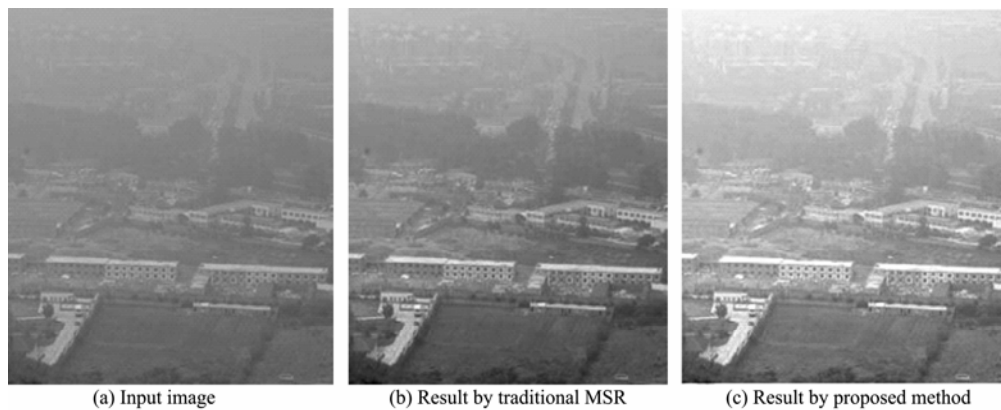 (a) Input image
(b) Result by traditional MSR
(c) Result by proposed method